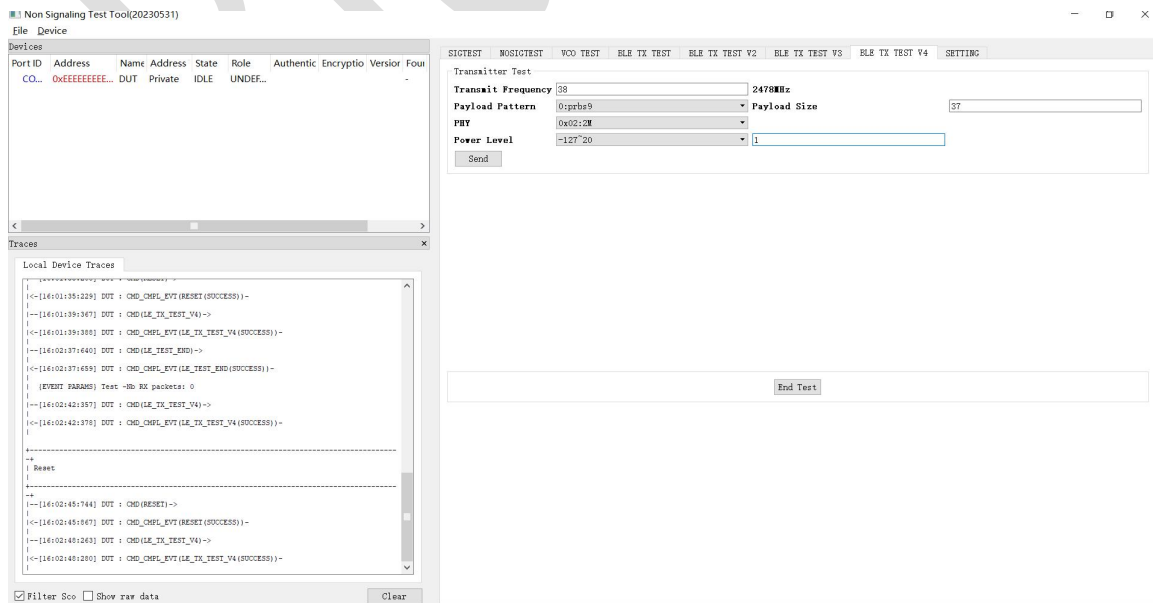 Non Signaling Test Tool(20230531)
File Device
Devices
Port ID Address Name Address State Role Authentic Encryptio Version Four
CO... 0xEEEEEEEEE... DUT Private IDLE UNDEF... -
Traces
Local Device Traces
|<-[16:01:35:229] DUT : CMD_CMPL_EVT(RESET(SUCCESS))-
|
|--[16:01:39:367] DUT : CMD(LE_TX_TEST_V4)->
|
|<-[16:01:39:388] DUT : CMD_CMPL_EVT(LE_TX_TEST_V4(SUCCESS))-
|
|--[16:02:37:640] DUT : CMD(LE_TEST_END)->
|
|<-[16:02:37:659] DUT : CMD_CMPL_EVT(LE_TEST_END(SUCCESS))-
|
| (EVENT PARAMS) Test -Nb RX packets: 0
|
|--[16:02:42:357] DUT : CMD(LE_TX_TEST_V4)->
|
|<-[16:02:42:378] DUT : CMD_CMPL_EVT(LE_TX_TEST_V4(SUCCESS))-
|
| Reset
|
|--[16:02:45:744] DUT : CMD(RESET)->
|
|<-[16:02:45:867] DUT : CMD_CMPL_EVT(RESET(SUCCESS))-
|
|--[16:02:48:263] DUT : CMD(LE_TX_TEST_V4)->
|
|<-[16:02:48:280] DUT : CMD_CMPL_EVT(LE_TX_TEST_V4(SUCCESS))-
|
Filter Sco Show raw data Clear
SIGTEST NOSIGTEST VCO TEST BLE TX TEST BLE TX TEST V2 BLE TX TEST V3 BLE TX TEST V4 SETTING
Transmitter Test
Transmit Frequency 38 2478MHz
Payload Pattern 0:prbs9 Payload Size 37
PHY 0x02:2M
Power Level -127~20 1
Send
End Test